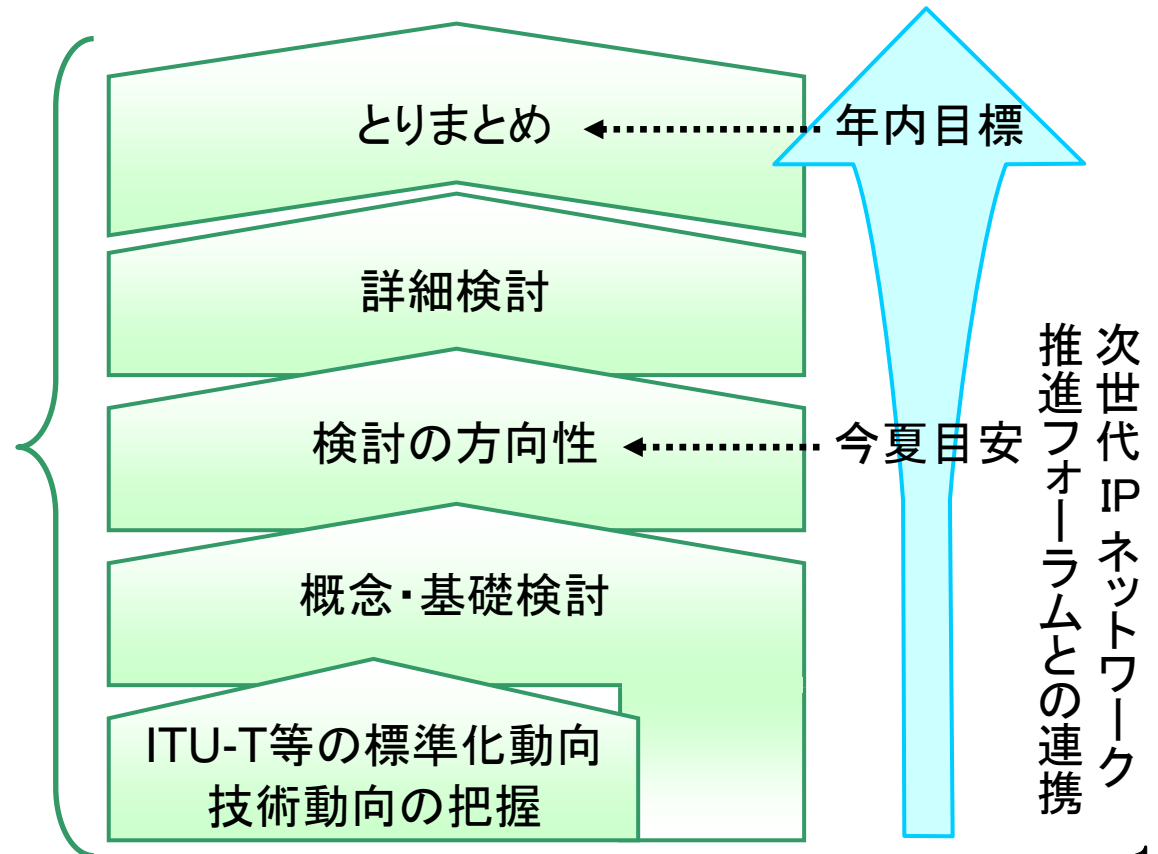 とりまとめ
年内目標
詳細検討
検討の方向性
今夏目安
概念・基礎検討
ITU-T等の標準化動向
技術動向の把握
次世代IPネットワーク
推進フォーラムとの連携